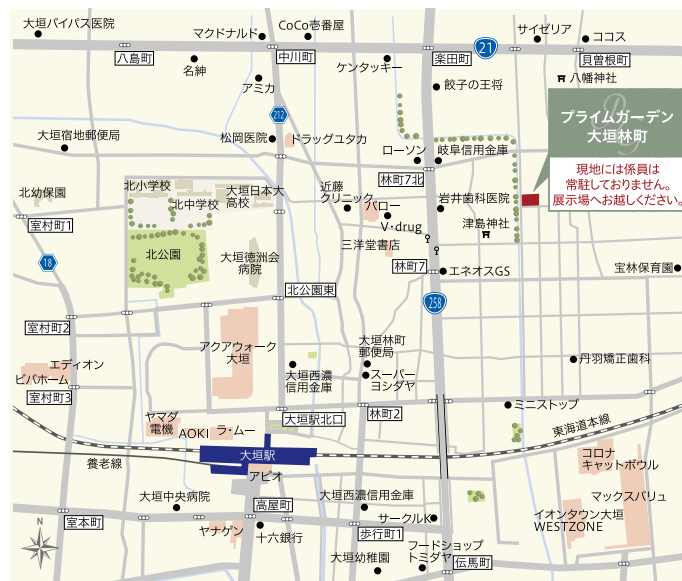 大垣バイパス医院
マクドナルド
CoCo壱番屋
サイゼリア
ココス
八島町
名紳
中川町
ケンタッキー
楽田町
21
貝曽根町
アミカ
餃子の王将
八幡神社
プライムガーデン
大垣林町
212
大垣宿地郵便局
松岡医院
ドラッグユタカ
ローソン
岐阜信用金庫
現地には係員は
常駐しておりません。
展示場へお越しください。
林町7北
北幼保園
北小学校
北中学校
大垣日本大
高校
近藤
クリニック
バロー
岩井歯科医院
室村町1
V・drug
津島神社
三洋堂書店
北公園
大垣徳洲会
病院
18
林町7
エネオスGS
宝林保育園
北公園東
258
室村町2
アクアウォーク
大垣
大垣林町
郵便局
エディオン
ビバホーム
大垣西濃
信用金庫
スーパー
ヨシダヤ
丹羽矯正歯科
室村町3
ヤマダ
電機
AOKI
ラ・ムー
大垣駅北口
林町2
ミニストップ
東海道本線
養老線
大垣駅
アピオ
コロナ
キャットボウル
大垣中央病院
高屋町
大垣西濃信用金庫
マックスバリュ
室本町
ヤナゲン
十六銀行
サークルK
歩行町1
イオンタウン大垣
WESTZONE
N
大垣幼稚園
フードショップ
トミダヤ
伝馬町